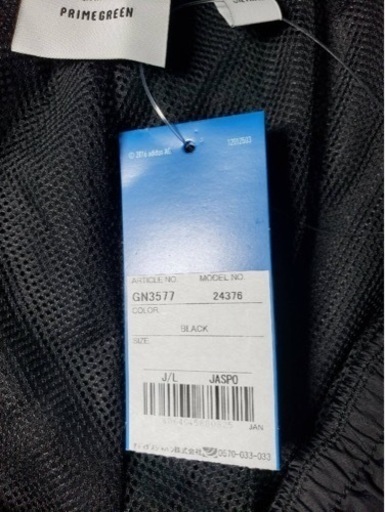 PRIMEGREEN
© 2016 adidas AG
ARTICLE NO. MODEL NO.
GN3577 24376
COLOR
BLACK
SIZE
J/L JASPO
JAN
0570-033-033